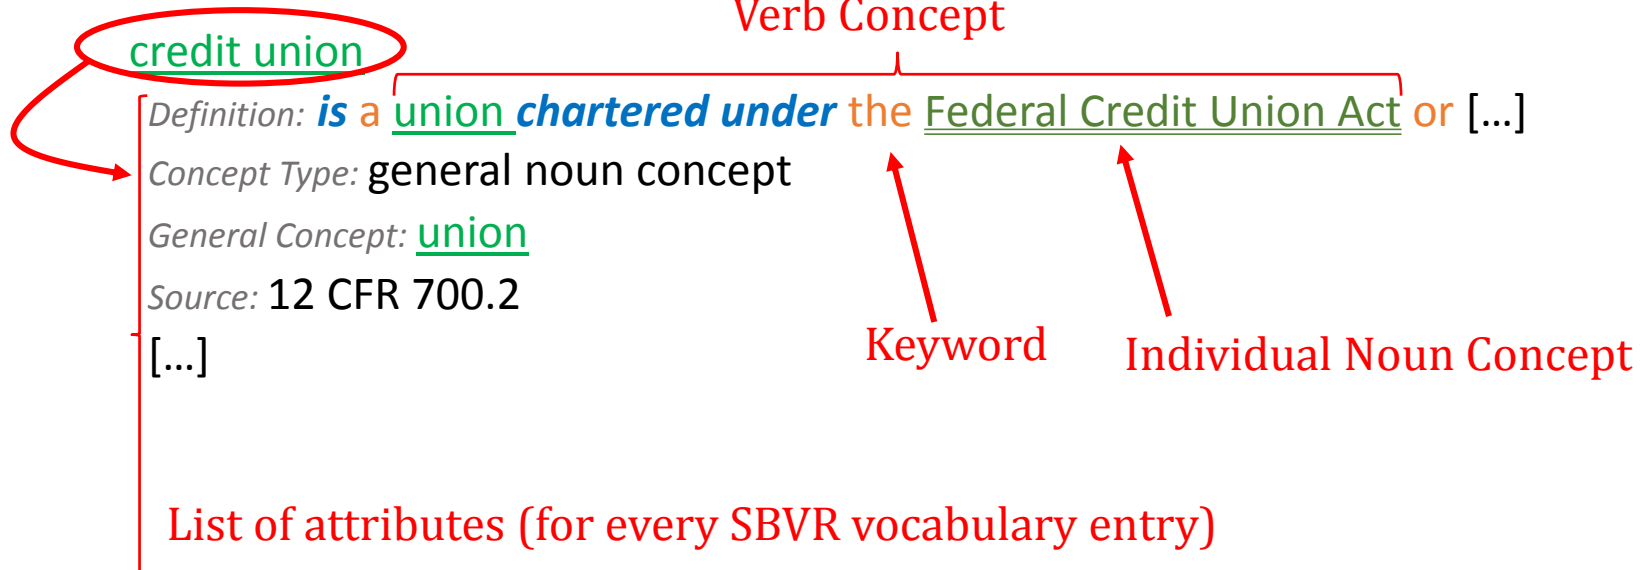 Verb Concept
credit union
Definition: is a union chartered under the Federal Credit Union Act or [...]
Concept Type: general noun concept
General Concept: union
Source: 12 CFR 700.2
[...]
Keyword
Individual Noun Concept
List of attributes (for every SBVR vocabulary entry)